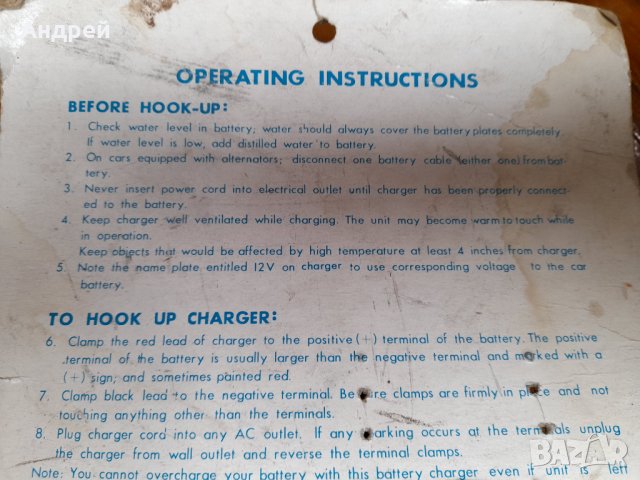 Андрей
OPERATING INSTRUCTIONS
BEFORE HOOK-UP:
1. Check water level in battery; water should always cover the battery plates completely.
If water level is low, add distilled water to battery.
2. On cars equipped with alternators; disconnect one battery cable (either one) from bat-
tery.
3. Never insert power cord into electrical outlet until charger has been properly connect-
ed to the battery.
4. Keep charger well ventilated while charging. The unit may become warm to touch while
in operation.
Keep objects that would be affected by high temperature at least 4 inches from charger.
5. Note the name plate entitled 12V on charger to use corresponding voltage to the car
battery.
TO HOOK UP CHARGER:
6. Clamp the red lead of charger to the positive (+) terminal of the battery. The positive
terminal of the battery is usually larger than the negative terminal and marked with a
(+) sign; and sometimes painted red.
7. Clamp black lead to the negative terminal. Be sure clamps are firmly in place and not
touching anything other than the terminals.
8. Plug charger cord into any AC outlet. If any sparking occurs at the terminals unplug
the charger from wall outlet and reverse the terminal clamps.
Note: You cannot overcharge your battery with this battery charger even if unit is left
BAZAR